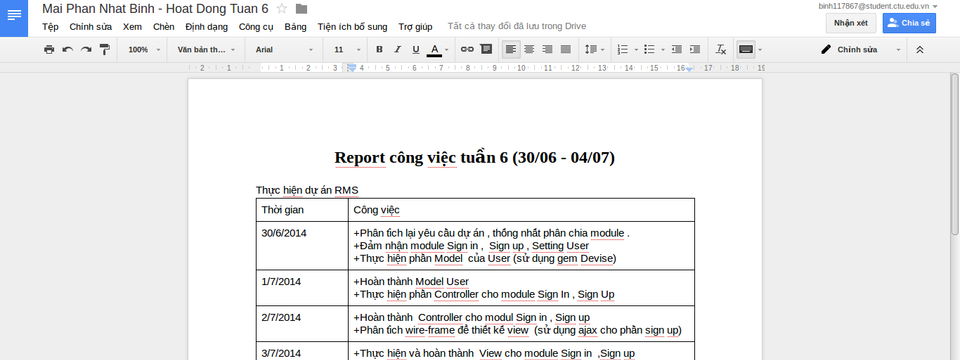 Mai Phan Nhat Binh - Hoat Dong Tuan 6
binh117867@student.ctu.edu.vn
Tệp Chỉnh sửa Xem Chèn Định dạng Công cụ Bảng Tiện ích bổ sung Trợ giúp Tất cả thay đổi đã lưu trong Drive
Nhận xét Chia sẻ
100% Văn bản th... Arial 11 B I U A Chỉnh sửa
2 1 1 2 3 4 5 6 7 8 9 10 11 12 13 14 15 16 17 18 19
Report công việc tuần 6 (30/06 - 04/07)
Thực hiện dự án RMS
Thời gian Công việc
30/6/2014 +Phân tích lại yêu cầu dự án , thống nhất phân chia module .
+Đảm nhận module Sign in , Sign up , Setting User
+Thực hiện phần Model của User (sử dụng gem Devise)
1/7/2014 +Hoàn thành Model User
+Thực hiện phần Controller cho module Sign In , Sign Up
2/7/2014 +Hoàn thành Controller cho modul Sign in , Sign up
+Phân tích wire-frame để thiết kế view (sử dụng ajax cho phần sign up)
3/7/2014 +Thực hiện và hoàn thành View cho module Sign in ,Sign up